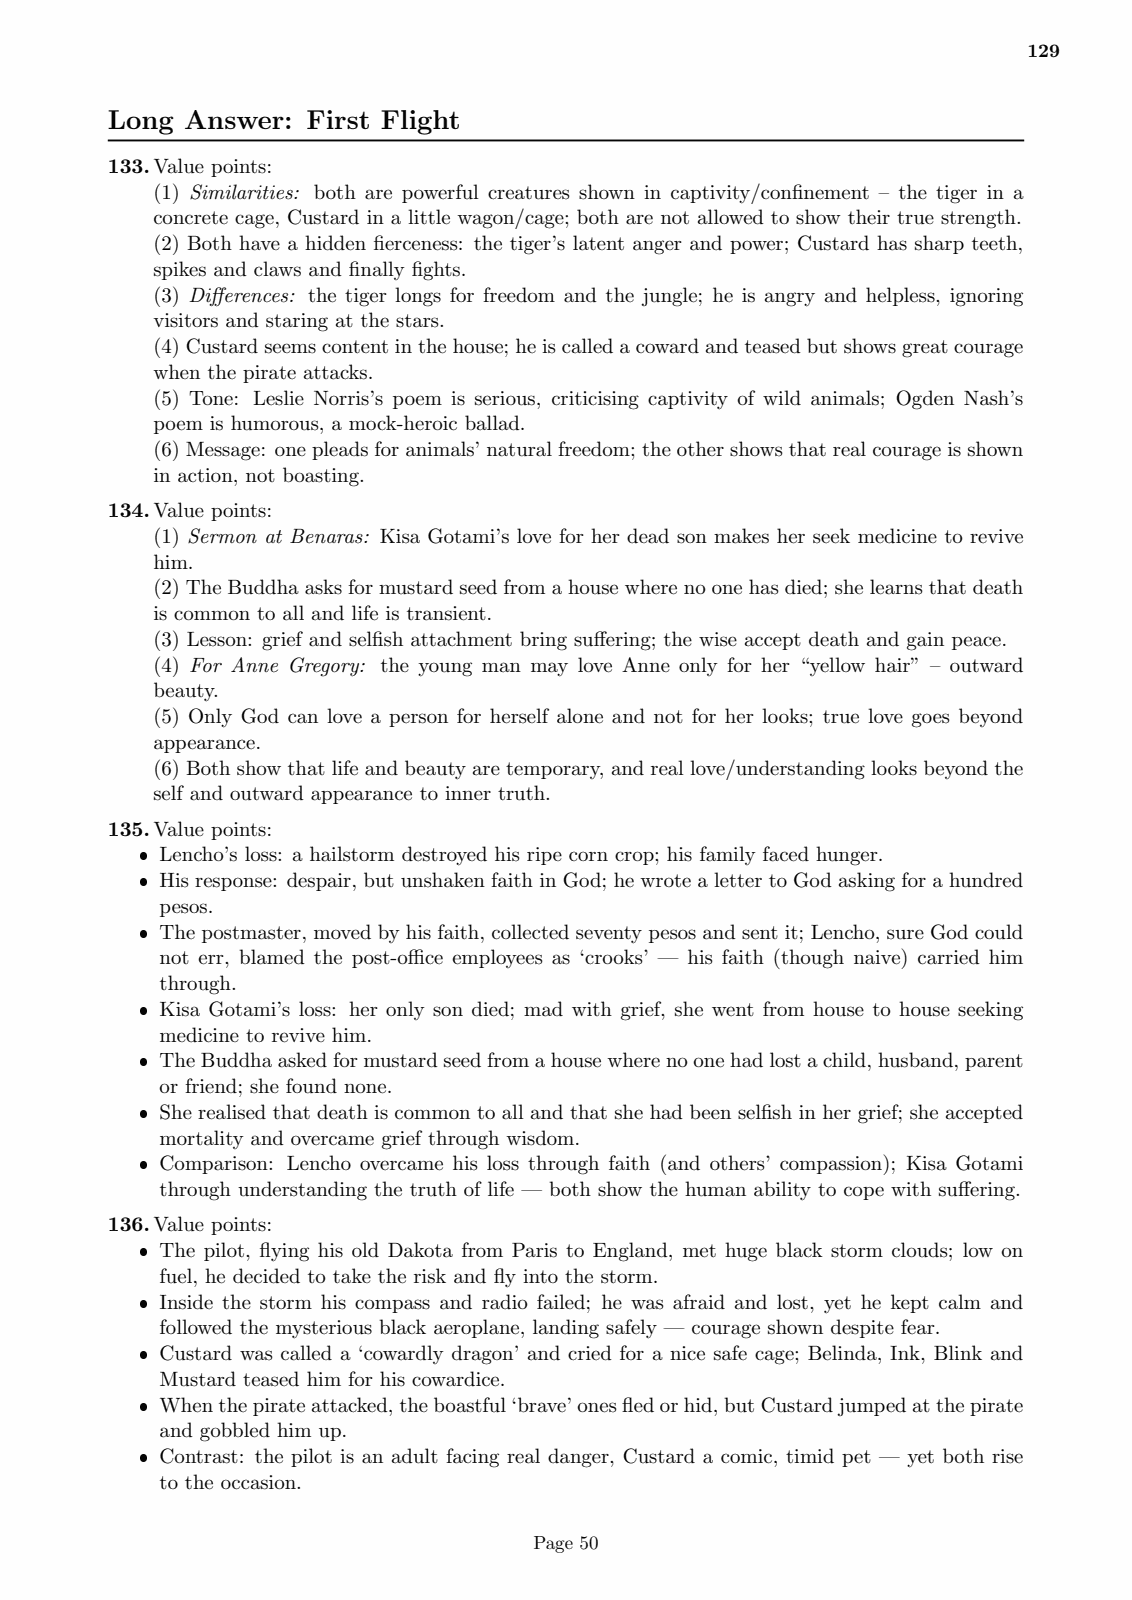 129
Long Answer: First Flight
133. Value points:
(1) Similarities: both are powerful creatures shown in captivity/confinement – the tiger in a
concrete cage, Custard in a little wagon/cage; both are not allowed to show their true strength.
(2) Both have a hidden fierceness: the tiger's latent anger and power; Custard has sharp teeth,
spikes and claws and finally fights.
(3) Differences: the tiger longs for freedom and the jungle; he is angry and helpless, ignoring
visitors and staring at the stars.
(4) Custard seems content in the house; he is called a coward and teased but shows great courage
when the pirate attacks.
(5) Tone: Leslie Norris's poem is serious, criticising captivity of wild animals; Ogden Nash's
poem is humorous, a mock-heroic ballad.
(6) Message: one pleads for animals' natural freedom; the other shows that real courage is shown
in action, not boasting.
134. Value points:
(1) Sermon at Benaras: Kisa Gotami's love for her dead son makes her seek medicine to revive
him.
(2) The Buddha asks for mustard seed from a house where no one has died; she learns that death
is common to all and life is transient.
(3) Lesson: grief and selfish attachment bring suffering; the wise accept death and gain peace.
(4) For Anne Gregory: the young man may love Anne only for her “yellow hair” – outward
beauty.
(5) Only God can love a person for herself alone and not for her looks; true love goes beyond
appearance.
(6) Both show that life and beauty are temporary, and real love/understanding looks beyond the
self and outward appearance to inner truth.
135. Value points:
• Lencho's loss: a hailstorm destroyed his ripe corn crop; his family faced hunger.
• His response: despair, but unshaken faith in God; he wrote a letter to God asking for a hundred
pesos.
• The postmaster, moved by his faith, collected seventy pesos and sent it; Lencho, sure God could
not err, blamed the post-office employees as ‘crooks’ — his faith (though naive) carried him
through.
• Kisa Gotami's loss: her only son died; mad with grief, she went from house to house seeking
medicine to revive him.
• The Buddha asked for mustard seed from a house where no one had lost a child, husband, parent
or friend; she found none.
• She realised that death is common to all and that she had been selfish in her grief; she accepted
mortality and overcame grief through wisdom.
• Comparison: Lencho overcame his loss through faith (and others' compassion); Kisa Gotami
through understanding the truth of life — both show the human ability to cope with suffering.
136. Value points:
• The pilot, flying his old Dakota from Paris to England, met huge black storm clouds; low on
fuel, he decided to take the risk and fly into the storm.
• Inside the storm his compass and radio failed; he was afraid and lost, yet he kept calm and
followed the mysterious black aeroplane, landing safely — courage shown despite fear.
• Custard was called a ‘cowardly dragon’ and cried for a nice safe cage; Belinda, Ink, Blink and
Mustard teased him for his cowardice.
• When the pirate attacked, the boastful ‘brave’ ones fled or hid, but Custard jumped at the pirate
and gobbled him up.
• Contrast: the pilot is an adult facing real danger, Custard a comic, timid pet — yet both rise
to the occasion.
Page 50